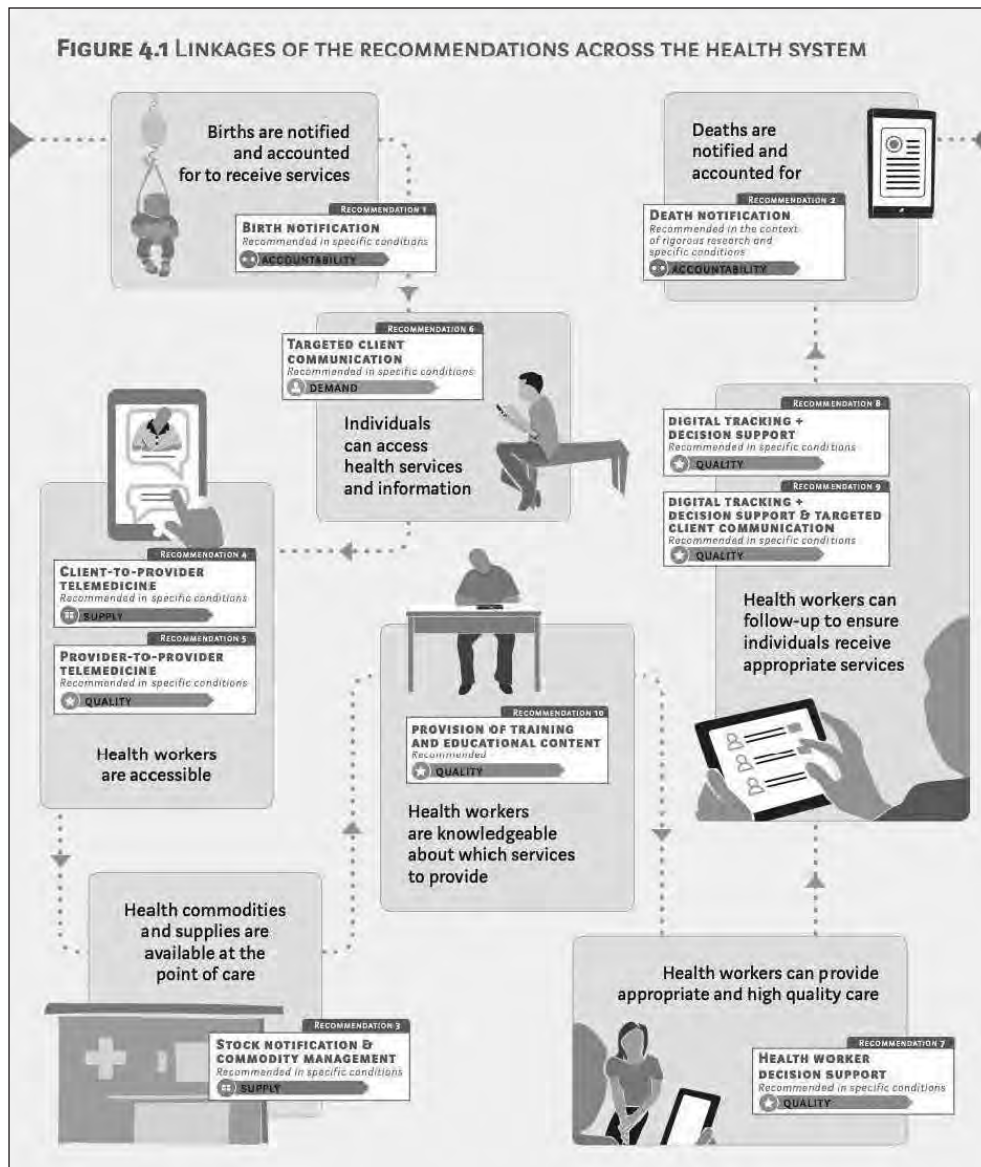 FIGURE 4.1 LINKAGES OF THE RECOMMENDATIONS ACROSS THE HEALTH SYSTEM
Births are notified
and accounted
for to receive services
RECOMMENDATION 1
BIRTH NOTIFICATION
Recommended in specific conditions
ACCOUNTABILITY
Deaths are
notified and
accounted for
RECOMMENDATION 2
DEATH NOTIFICATION
Recommended in the context
of rigorous research and
specific conditions
ACCOUNTABILITY
RECOMMENDATION 6
TARGETED CLIENT
COMMUNICATION
Recommended in specific conditions
DEMAND
Individuals
can access
health services
and information
RECOMMENDATION 8
DIGITAL TRACKING +
DECISION SUPPORT
Recommended in specific conditions
QUALITY
RECOMMENDATION 9
DIGITAL TRACKING +
DECISION SUPPORT & TARGETED
CLIENT COMMUNICATION
Recommended in specific conditions
QUALITY
Health workers can
follow-up to ensure
individuals receive
appropriate services
RECOMMENDATION 4
CLIENT-TO-PROVIDER
TELEMEDICINE
Recommended in specific conditions
SUPPLY
RECOMMENDATION 5
PROVIDER-TO-PROVIDER
TELEMEDICINE
Recommended in specific conditions
QUALITY
Health workers
are accessible
RECOMMENDATION 10
PROVISION OF TRAINING
AND EDUCATIONAL CONTENT
Recommended
QUALITY
Health workers
are knowledgeable
about which services
to provide
Health commodities
and supplies are
available at the
point of care
RECOMMENDATION 3
STOCK NOTIFICATION &
COMMODITY MANAGEMENT
Recommended in specific conditions
SUPPLY
Health workers can provide
appropriate and high quality care
RECOMMENDATION 7
HEALTH WORKER
DECISION SUPPORT
Recommended in specific conditions
QUALITY